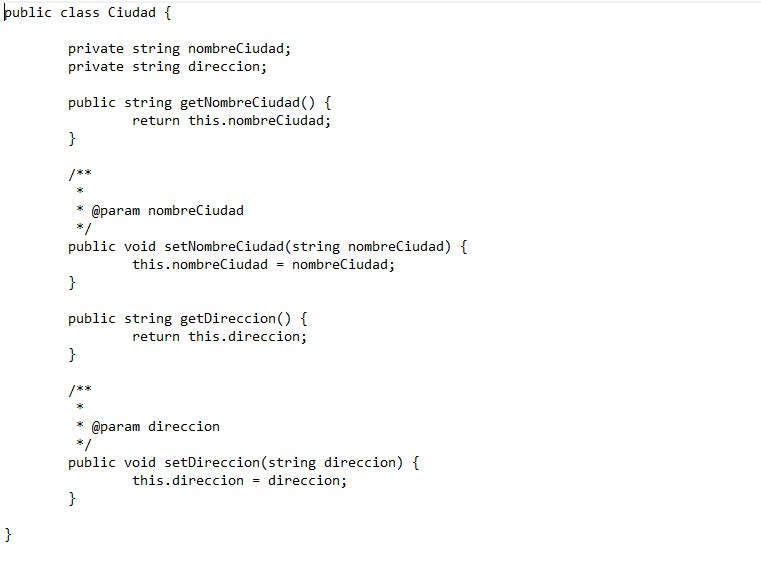 public class Ciudad {
private string nombreCiudad;
private string direccion;
public string getNombreCiudad() {
return this.nombreCiudad;
}
/**
*
* @param nombreCiudad
*/
public void setNombreCiudad(string nombreCiudad) {
this.nombreCiudad = nombreCiudad;
}
public string getDireccion() {
return this.direccion;
}
/**
*
* @param direccion
*/
public void setDireccion(string direccion) {
this.direccion = direccion;
}
}